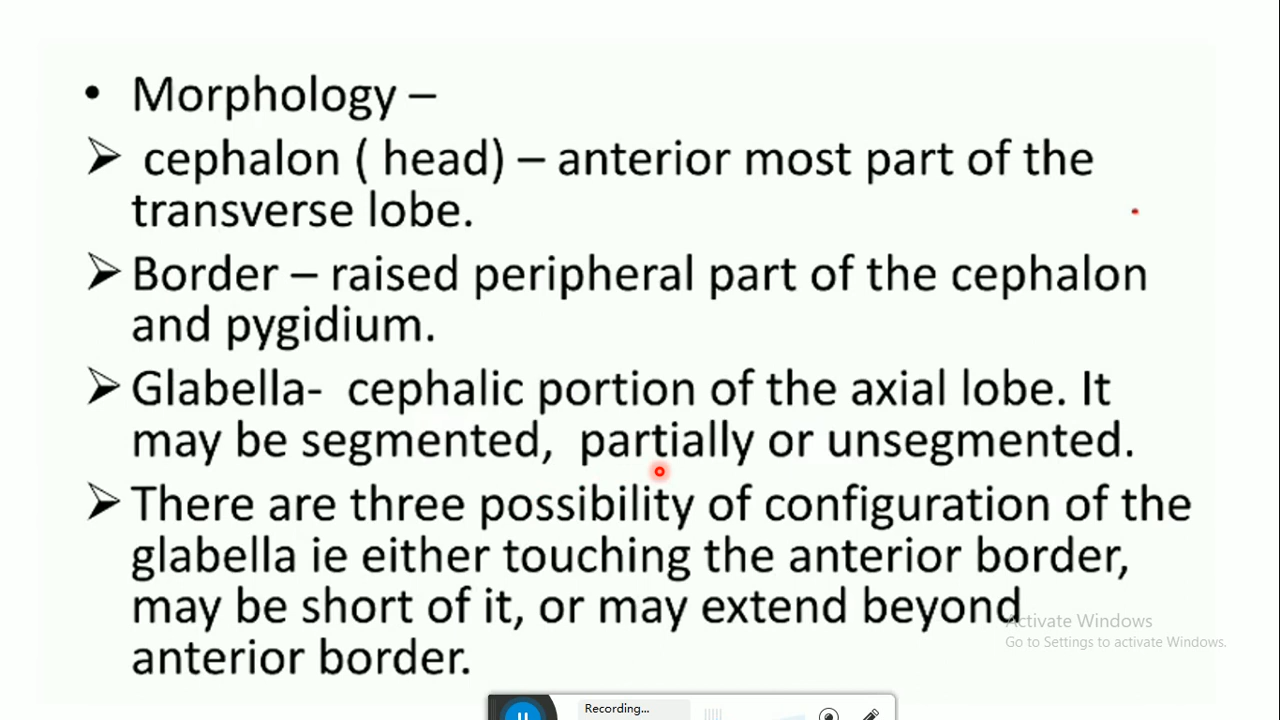 • Morphology –
➢ cephalon ( head) – anterior most part of the
transverse lobe.
➢ Border – raised peripheral part of the cephalon
and pygidium.
➢ Glabella- cephalic portion of the axial lobe. It
may be segmented, partially or unsegmented.
➢ There are three possibility of configuration of the
glabella ie either touching the anterior border,
may be short of it, or may extend beyond
anterior border.
Activate Windows
Go to Settings to activate Windows.
Recording...